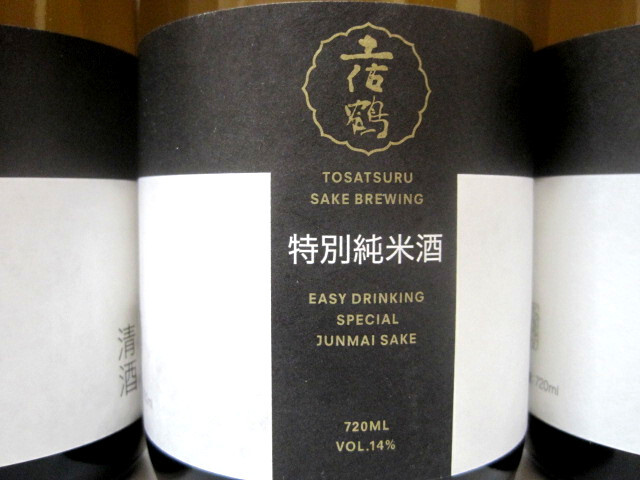 土佐鶴
TOSATSURU
SAKE BREWING
特別純米酒
EASY DRINKING
SPECIAL
JUNMAI SAKE
720ML
VOL.14%
清酒
720ml